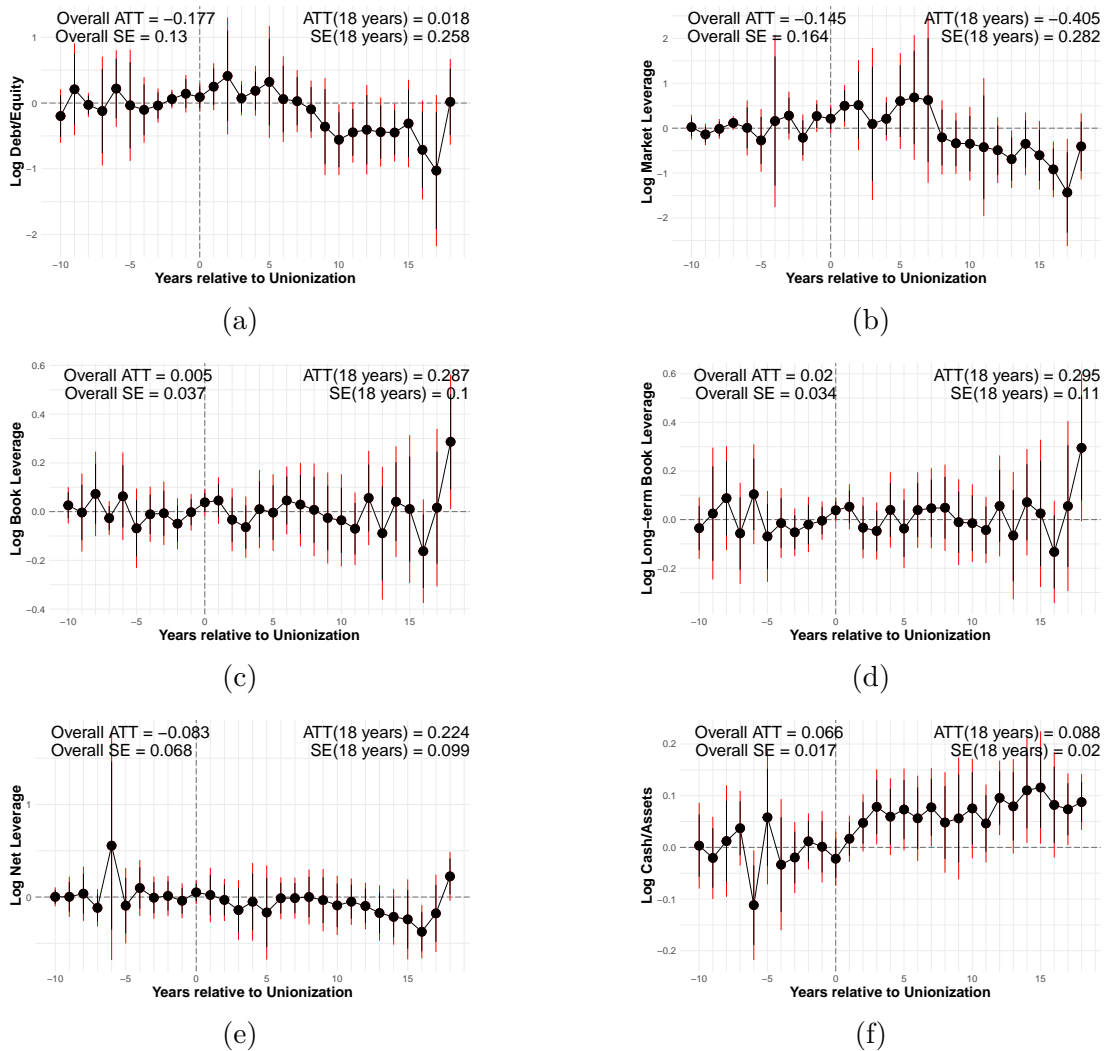 Overall ATT = −0.177 ATT(18 years) = 0.018
Overall SE = 0.13 SE(18 years) = 0.258
1
0
−1
−2
Log Debt/Equity
−10 −5 0 5 10 15
Years relative to Unionization
(a)
Overall ATT = −0.145 ATT(18 years) = −0.405
Overall SE = 0.164 SE(18 years) = 0.282
2
0
−2
Log Market Leverage
−10 −5 0 5 10 15
Years relative to Unionization
(b)
Overall ATT = 0.005 ATT(18 years) = 0.287
Overall SE = 0.037 SE(18 years) = 0.1
0.6
0.4
0.2
0.0
−0.2
−0.4
Log Book Leverage
−10 −5 0 5 10 15
Years relative to Unionization
(c)
Overall ATT = 0.02 ATT(18 years) = 0.295
Overall SE = 0.034 SE(18 years) = 0.11
0.4
0.2
0.0
−0.2
Log Long−term Book Leverage
−10 −5 0 5 10 15
Years relative to Unionization
(d)
Overall ATT = −0.083 ATT(18 years) = 0.224
Overall SE = 0.068 SE(18 years) = 0.099
1
0
Log Net Leverage
−10 −5 0 5 10 15
Years relative to Unionization
(e)
Overall ATT = 0.066 ATT(18 years) = 0.088
Overall SE = 0.017 SE(18 years) = 0.02
0.2
0.1
0.0
−0.1
−0.2
Log Cash/Assets
−10 −5 0 5 10 15
Years relative to Unionization
(f)